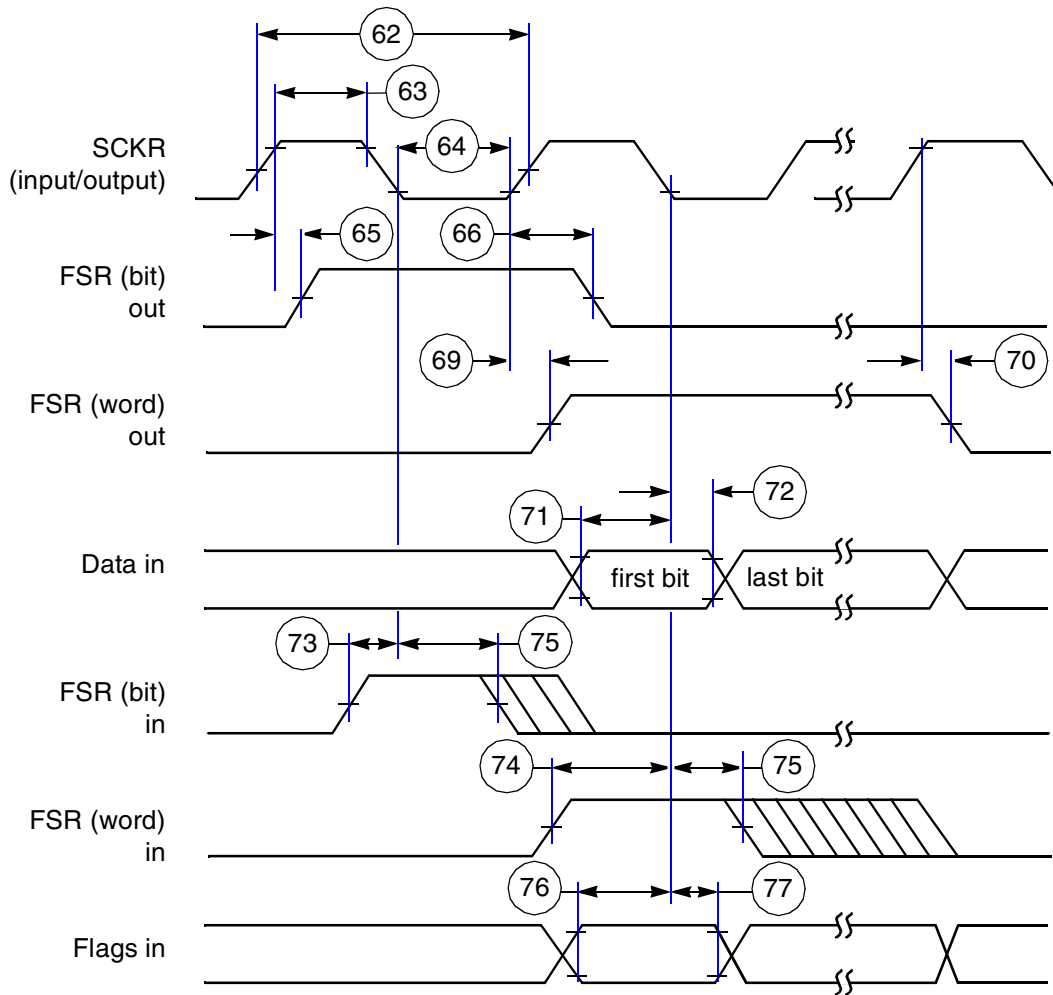 62
63
SCKR
(input/output)
64
65
66
FSR (bit)
out
69
70
FSR (word)
out
71
72
Data in
first bit
last bit
73
75
FSR (bit)
in
74
75
FSR (word)
in
76
77
Flags in